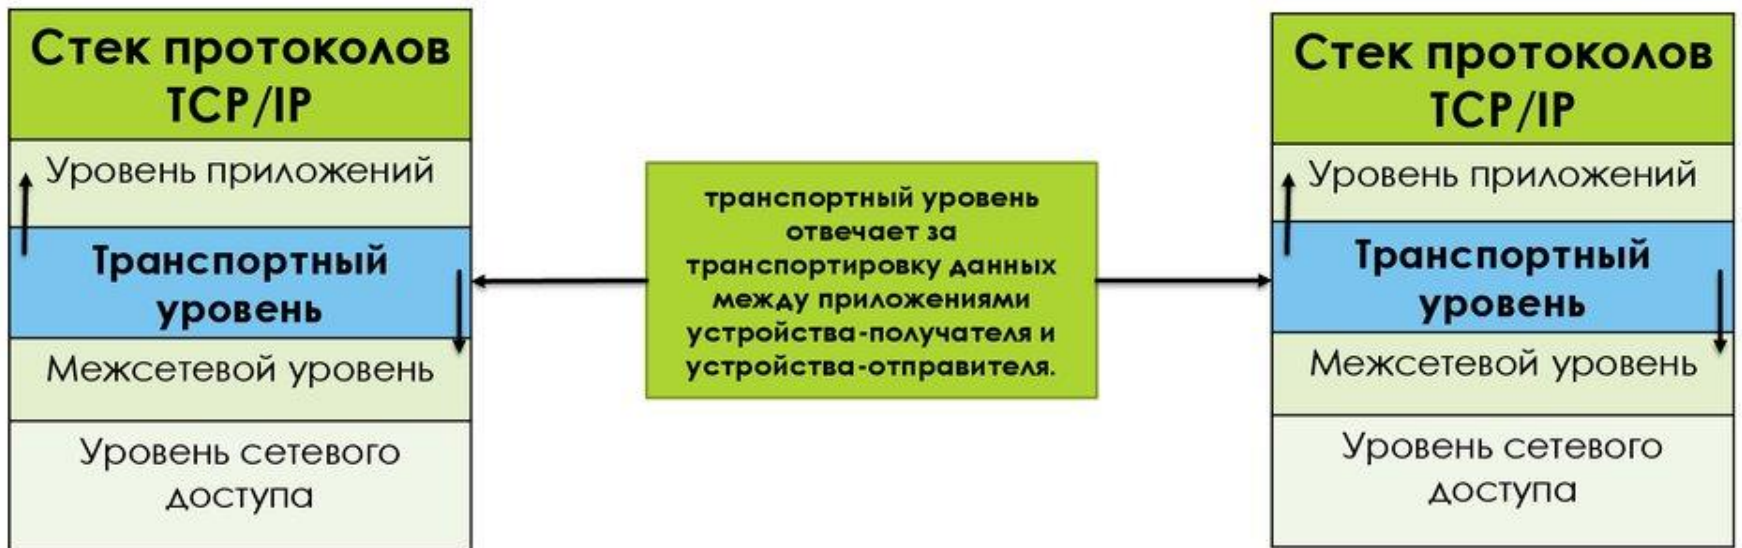 Стек протоколов
TCP/IP
Уровень приложений
Транспортный
уровень
Межсетевой уровень
Уровень сетевого
доступа
транспортный уровень
отвечает за
транспортировку данных
между приложениями
устройства-получателя и
устройства-отправителя.
Стек протоколов
TCP/IP
Уровень приложений
Транспортный
уровень
Межсетевой уровень
Уровень сетевого
доступа